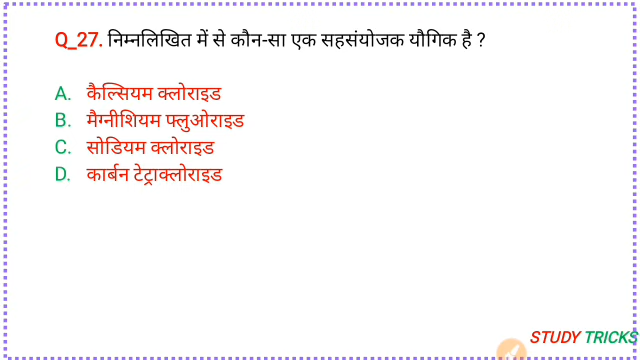 Q_27. निम्नलिखित में से कौन-सा एक सहसंयोजक यौगिक है ?
A. कैल्सियम क्लोराइड
B. मैग्नीशियम फ्लुओराइड
C. सोडियम क्लोराइड
D. कार्बन टेट्राक्लोराइड
STUDY TRICKS